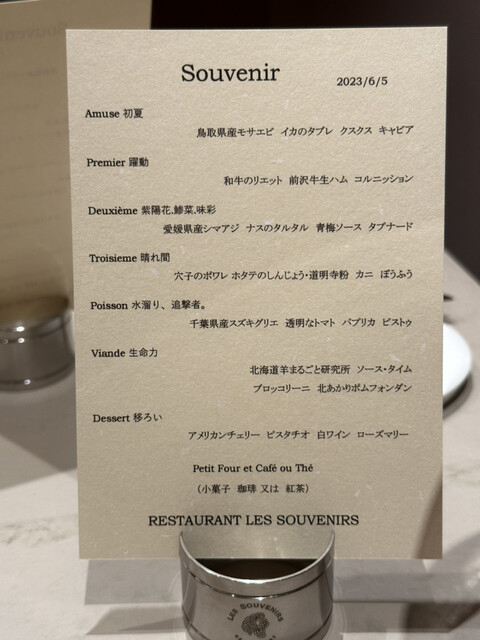 Souvenir
2023/6/5
Amuse 初夏
鳥取県産モサエビ イカのタブレ クスクス キャビア
Premier 躍動
和牛のリエット 前沢牛生ハム コルニッション
Deuxième 紫陽花､鯵菜､味彩
愛媛県産シマアジ ナスのタルタル 青梅ソース タプナード
Troisieme 晴れ間
穴子のポワレ ホタテのしんじょう・道明寺粉 カニ ぼうふう
Poisson 水溜り、追撃者。
千葉県産スズキグリエ 透明なトマト パプリカ ピストゥ
Viande 生命力
北海道羊まるごと研究所 ソース・タイム
ブロッコリーニ 北あかりポムフォンダン
Dessert 移ろい
アメリカンチェリー ピスタチオ 白ワイン ローズマリー
Petit Four et Café ou Thé
（小菓子 珈琲 又は 紅茶）
RESTAURANT LES SOUVENIRS
LES SOUVENIRS